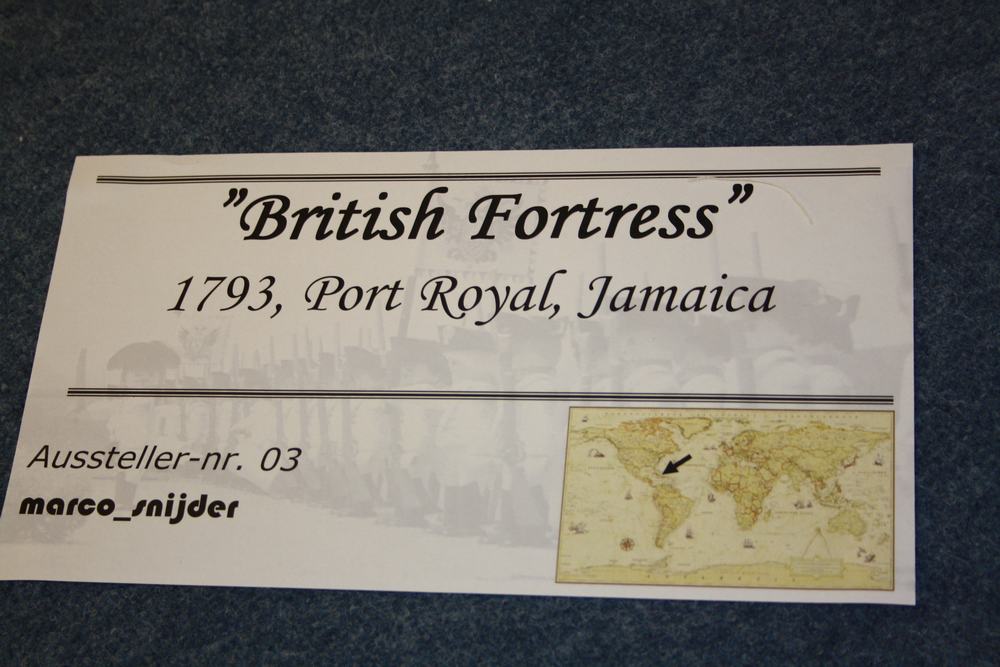 ”British Fortress”
1793, Port Royal, Jamaica
Aussteller-nr. 03
marco_snijder